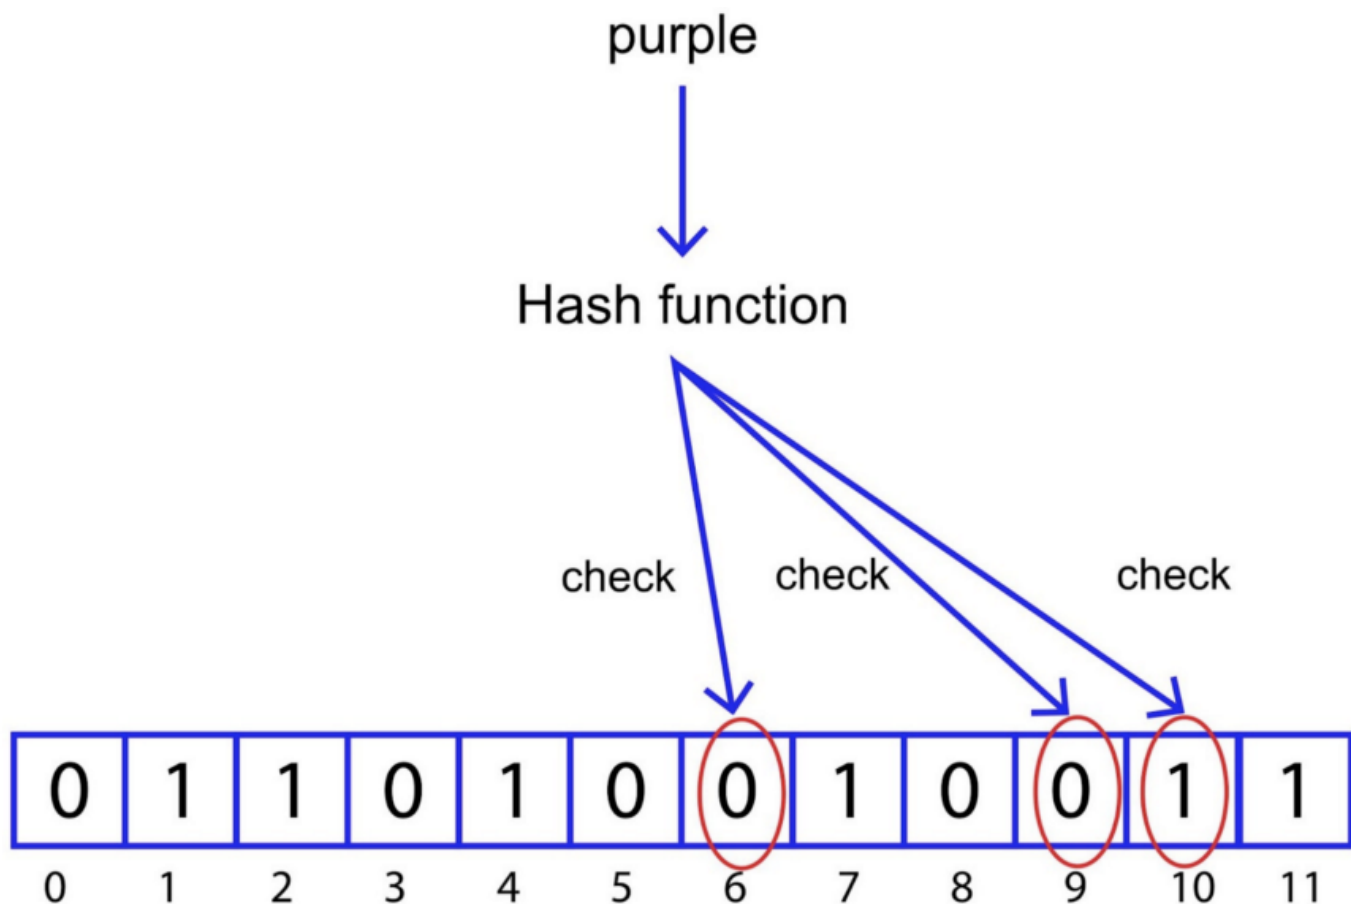 purple
Hash function
check check check
0 1 1 0 1 0 0 1 0 0 1 1
0 1 2 3 4 5 6 7 8 9 10 11